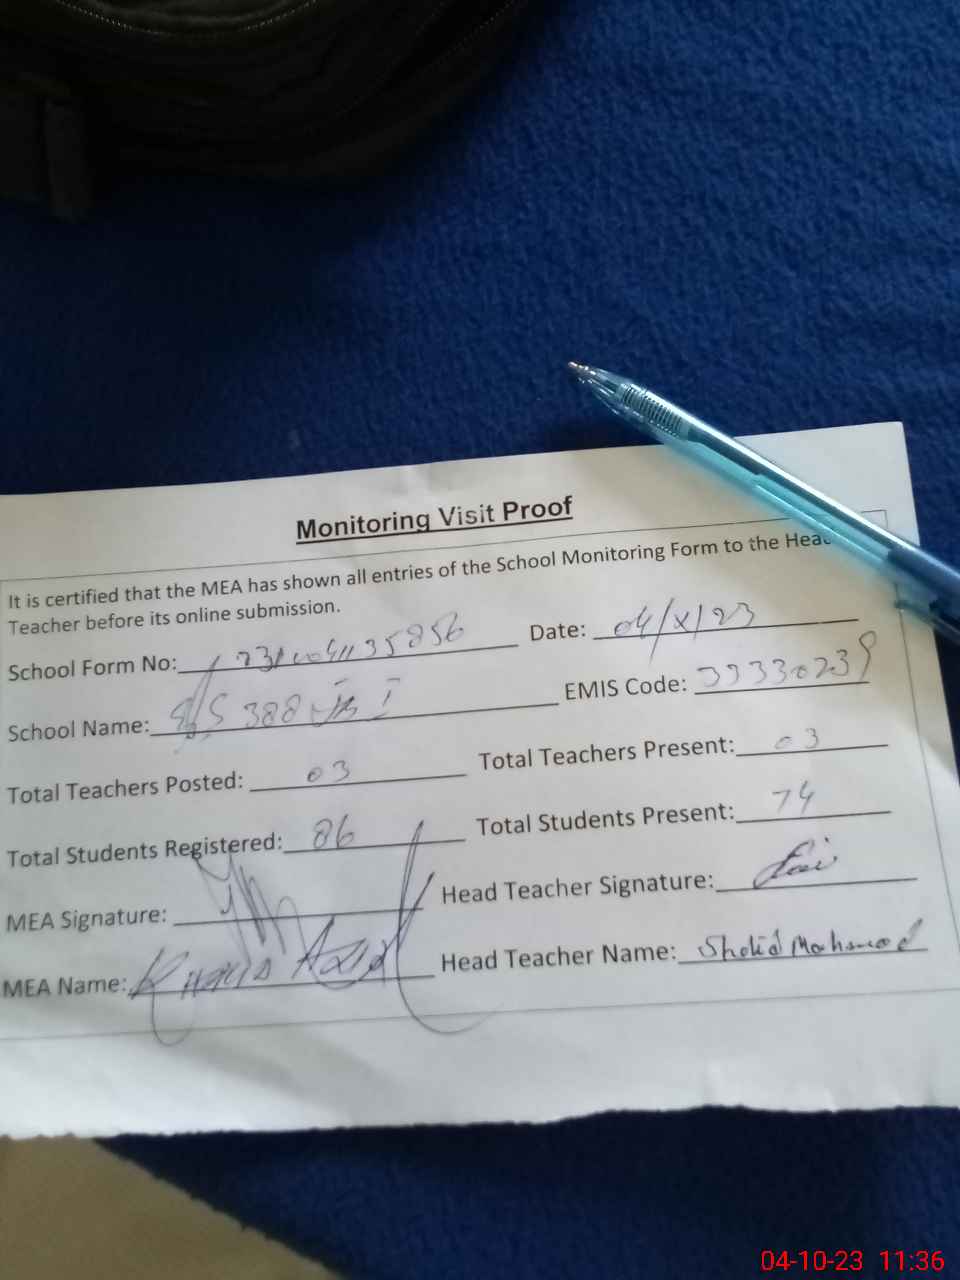 Monitoring Visit Proof
It is certified that the MEA has shown all entries of the School Monitoring Form to the Head
Teacher before its online submission.
School Form No: Date: 04/X/23
School Name: 388 JB I EMIS Code: 33330239
Total Teachers Posted: 03 Total Teachers Present: 03
Total Students Registered: 86 Total Students Present: 74
MEA Signature: Head Teacher Signature:
MEA Name: Head Teacher Name: Shahid Mahmood
04-10-23 11:36